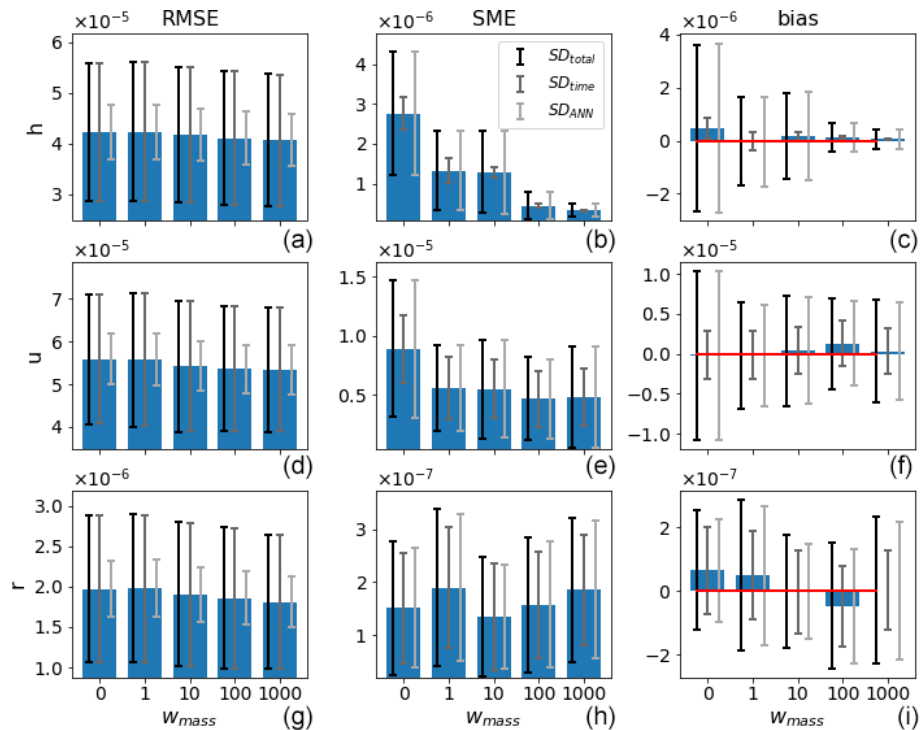 RMSE
SME
bias
×10⁻⁵
×10⁻⁶
×10⁻⁶
h
6
5
4
3
(a)
4
3
2
1
SD_total
SD_time
SD_ANN
(b)
4
2
0
−2
(c)
×10⁻⁵
×10⁻⁵
u
7
6
5
4
(d)
1.5
1.0
0.5
(e)
1.0
0.5
0.0
−0.5
−1.0
×10⁻⁵
(f)
×10⁻⁶
×10⁻⁷
×10⁻⁷
r
3.0
2.5
2.0
1.5
1.0
0 1 10 100 1000
w_mass
(g)
3
2
1
0 1 10 100 1000
w_mass
(h)
2
0
−2
0 1 10 100 1000
w_mass
(i)